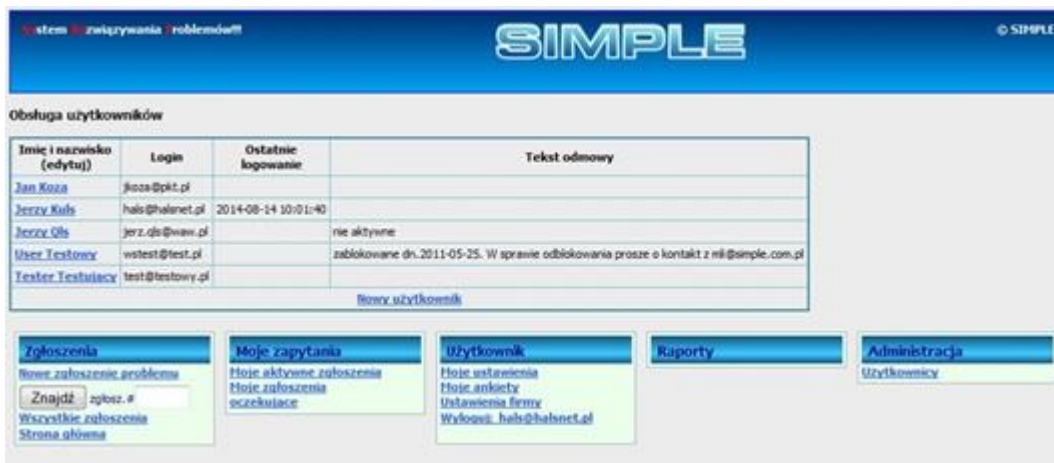 System Rozwiązywania Problemów!!!
SIMPLE
© SIMPLE
Obsługa użytkowników
Imię i nazwisko (edytuj) Login Ostatnie logowanie Tekst odmowy
Jan Koza jkoza@pkt.pl
Jerzy Kuls hals@halsnet.pl 2014-08-14 10:01:40
Jerzy Qls jerz.qls@waw.pl nie aktywne
User Testowy wstest@test.pl zablokowane dn.2011-05-25. W sprawie odblokowania prosze o kontakt z mli@simple.com.pl
Tester Testujacy test@testowy.pl
Nowy użytkownik
Zgłoszenia
Nowe zgłoszenie problemu
Znajdź zgłosz. #
Wszystkie zgłoszenia
Strona główna
Moje zapytania
Moje aktywne zgłoszenia
Moje zgłoszenia
oczekujace
Użytkownik
Moje ustawienia
Moje ankiety
Ustawienia firmy
Wyloguj: hals@halsnet.pl
Raporty
Administracja
Użytkownicy